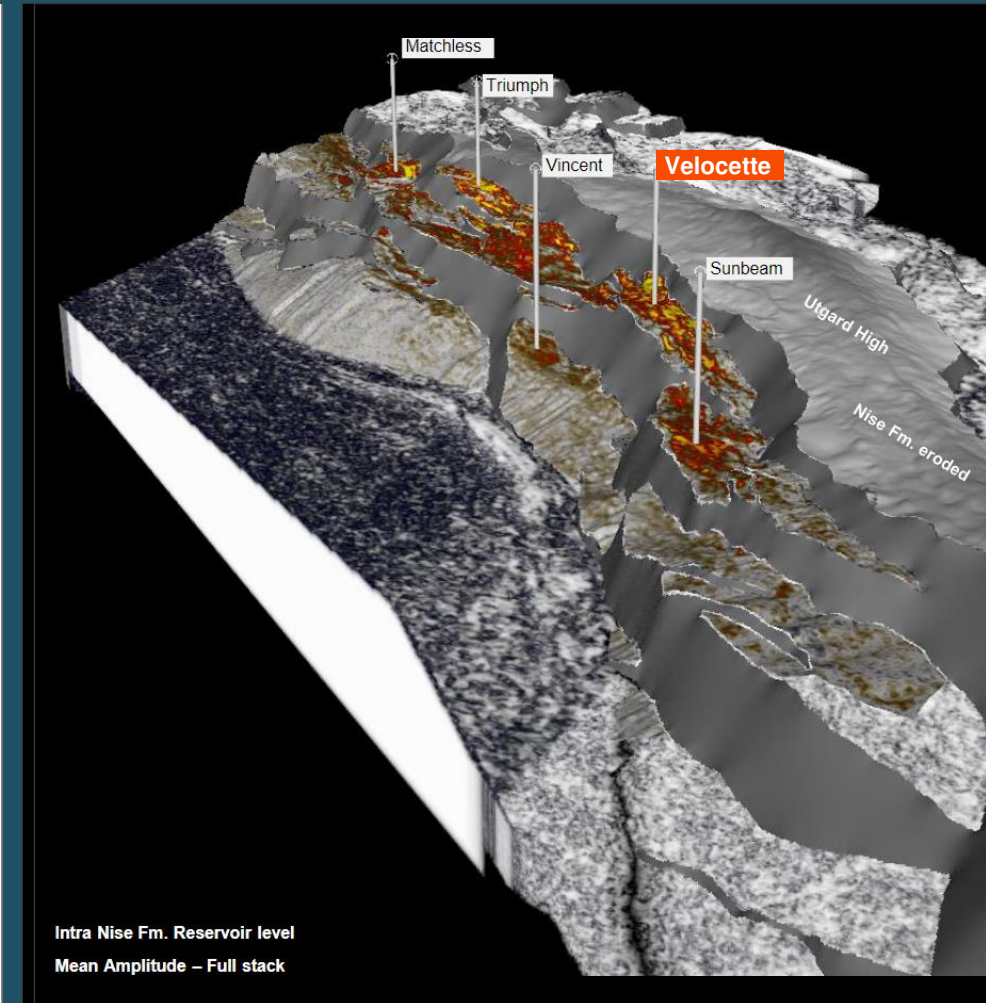 Matchless
Triumph
Vincent
Velocette
Sunbeam
Utgard High
Nise Fm. eroded
Intra Nise Fm. Reservoir level
Mean Amplitude – Full stack